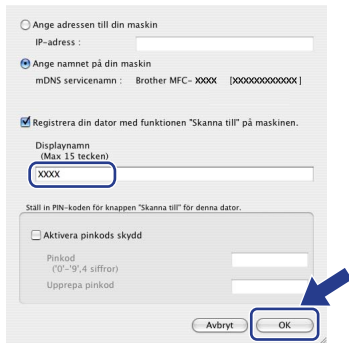 Ange adressen till din maskin
IP-adress :
Ange namnet på din maskin
mDNS servicenamn : Brother MFC- XXXX [XXXXXXXXXXXX]
Registrera din dator med funktionen "Skanna till" på maskinen.
Displaynamn
(Max 15 tecken)
XXXX
Ställ in PIN-koden för knappen "Skanna till" för denna dator.
Aktivera pinkods skydd
Pinkod
('0'-'9',4 siffror)
Upprepa pinkod
Avbryt OK